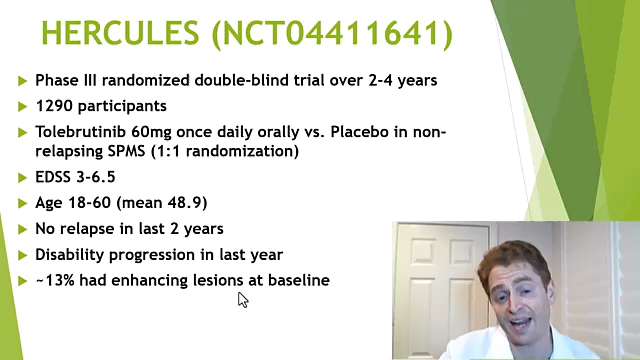 HERCULES (NCT04411641)
Phase III randomized double-blind trial over 2-4 years
1290 participants
Tolebrutinib 60mg once daily orally vs. Placebo in non-
relapsing SPMS (1:1 randomization)
EDSS 3-6.5
Age 18-60 (mean 48.9)
No relapse in last 2 years
Disability progression in last year
~13% had enhancing lesions at baseline